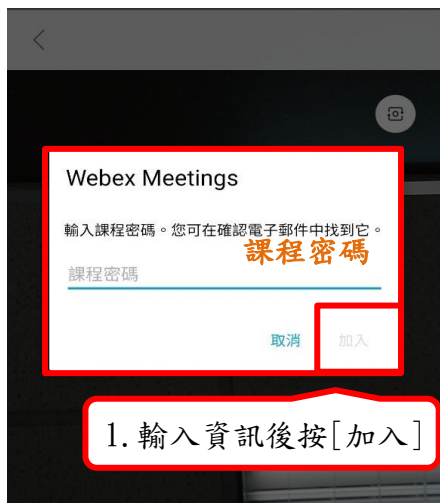 Webex Meetings
輸入課程密碼。您可在確認電子郵件中找到它。
課程密碼
課程密碼
取消 加入
1. 輸入資訊後按[加入]